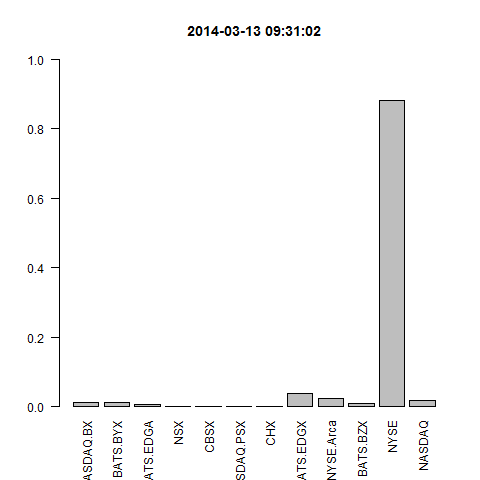 2014-03-13 09:31:02
1.0
0.8
0.6
0.4
0.2
0.0
ASDAQ.BX
BATS.BYX
ATS.EDGA
NSX
CBSX
SDAQ.PSX
CHX
ATS.EDGX
NYSE.Arca
BATS.BZX
NYSE
NASDAQ